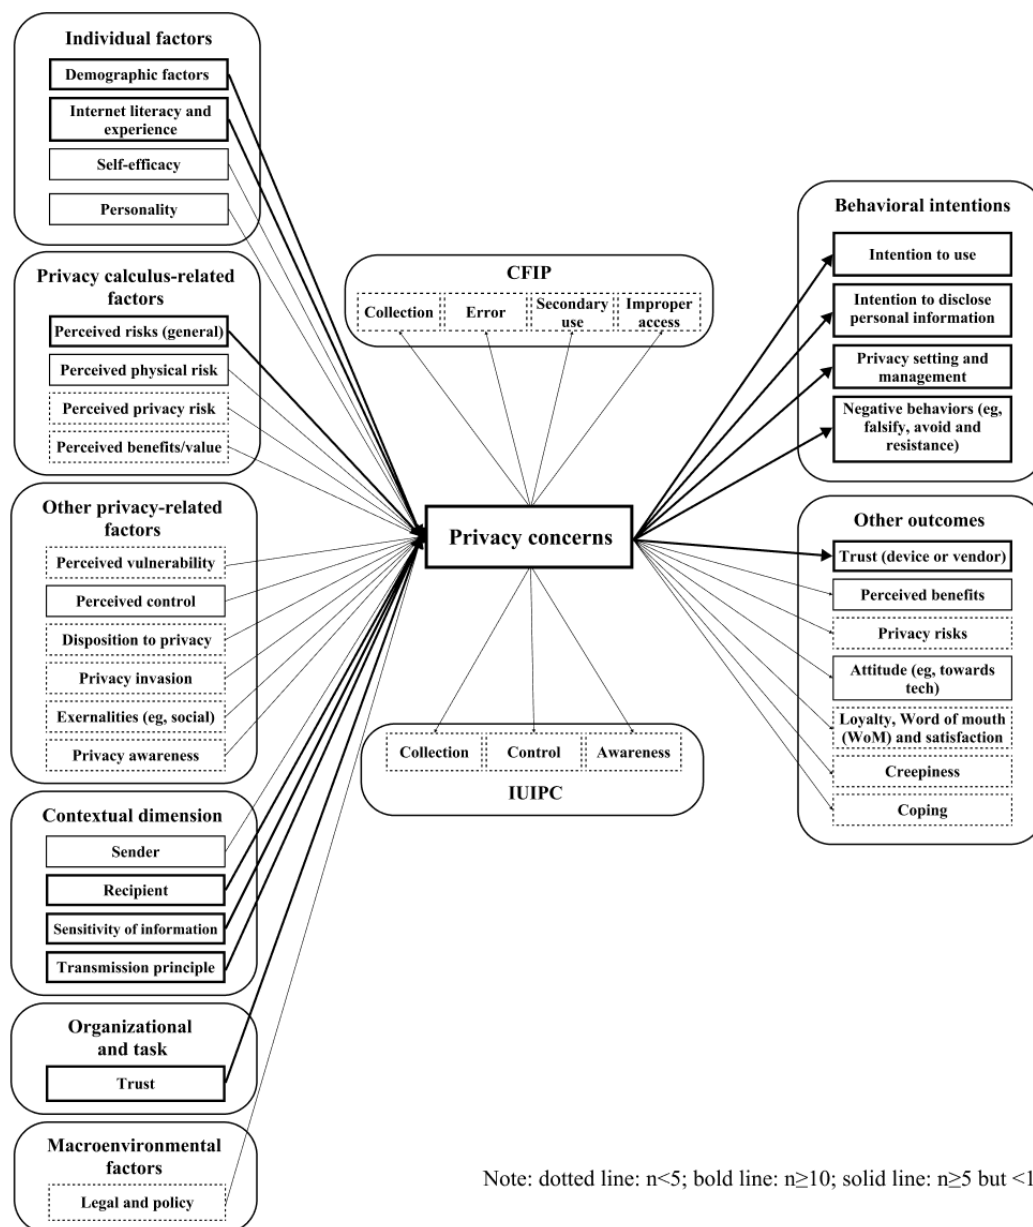 Individual factors
Demographic factors
Internet literacy and
experience
Self-efficacy
Personality
Privacy calculus-related
factors
Perceived risks (general)
Perceived physical risk
Perceived privacy risk
Perceived benefits/value
Other privacy-related
factors
Perceived vulnerability
Perceived control
Disposition to privacy
Privacy invasion
Exernalities (eg, social)
Privacy awareness
Contextual dimension
Sender
Recipient
Sensitivity of information
Transmission principle
Organizational
and task
Trust
Macroenvironmental
factors
Legal and policy
CFIP
Collection
Error
Secondary
use
Improper
access
Privacy concerns
Collection
Control
Awareness
IUIPC
Behavioral intentions
Intention to use
Intention to disclose
personal information
Privacy setting and
management
Negative behaviors (eg,
falsify, avoid and
resistance)
Other outcomes
Trust (device or vendor)
Perceived benefits
Privacy risks
Attitude (eg, towards
tech)
Loyalty, Word of mouth
(WoM) and satisfaction
Creepiness
Coping
Note: dotted line: n<5; bold line: n≥10; solid line: n≥5 but <1